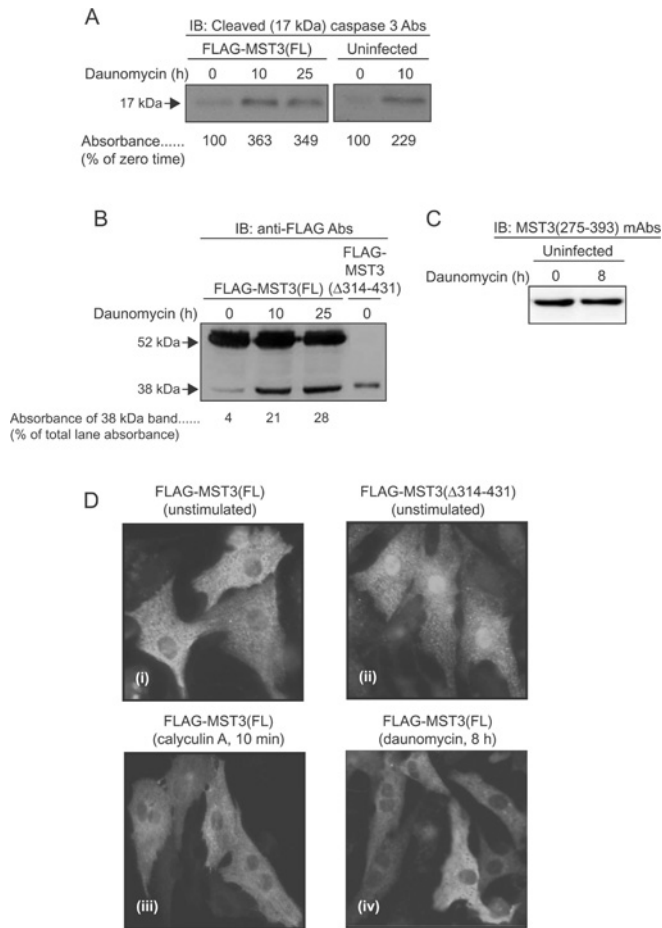 A
IB: Cleaved (17 kDa) caspase 3 Abs
FLAG-MST3(FL) Uninfected
Daunomycin (h) 0 10 25 0 10
17 kDa
Absorbance...... 100 363 349 100 229
(% of zero time)
B
IB: anti-FLAG Abs
FLAG-
MST3
FLAG-MST3(FL) (Δ314-431)
Daunomycin (h) 0 10 25 0
52 kDa
38 kDa
Absorbance of 38 kDa band...... 4 21 28
(% of total lane absorbance)
C
IB: MST3(275-393) mAbs
Uninfected
Daunomycin (h) 0 8
D
FLAG-MST3(FL)
(unstimulated)
FLAG-MST3(Δ314-431)
(unstimulated)
(i)
(ii)
FLAG-MST3(FL)
(calyculin A, 10 min)
FLAG-MST3(FL)
(daunomycin, 8 h)
(iii)
(iv)